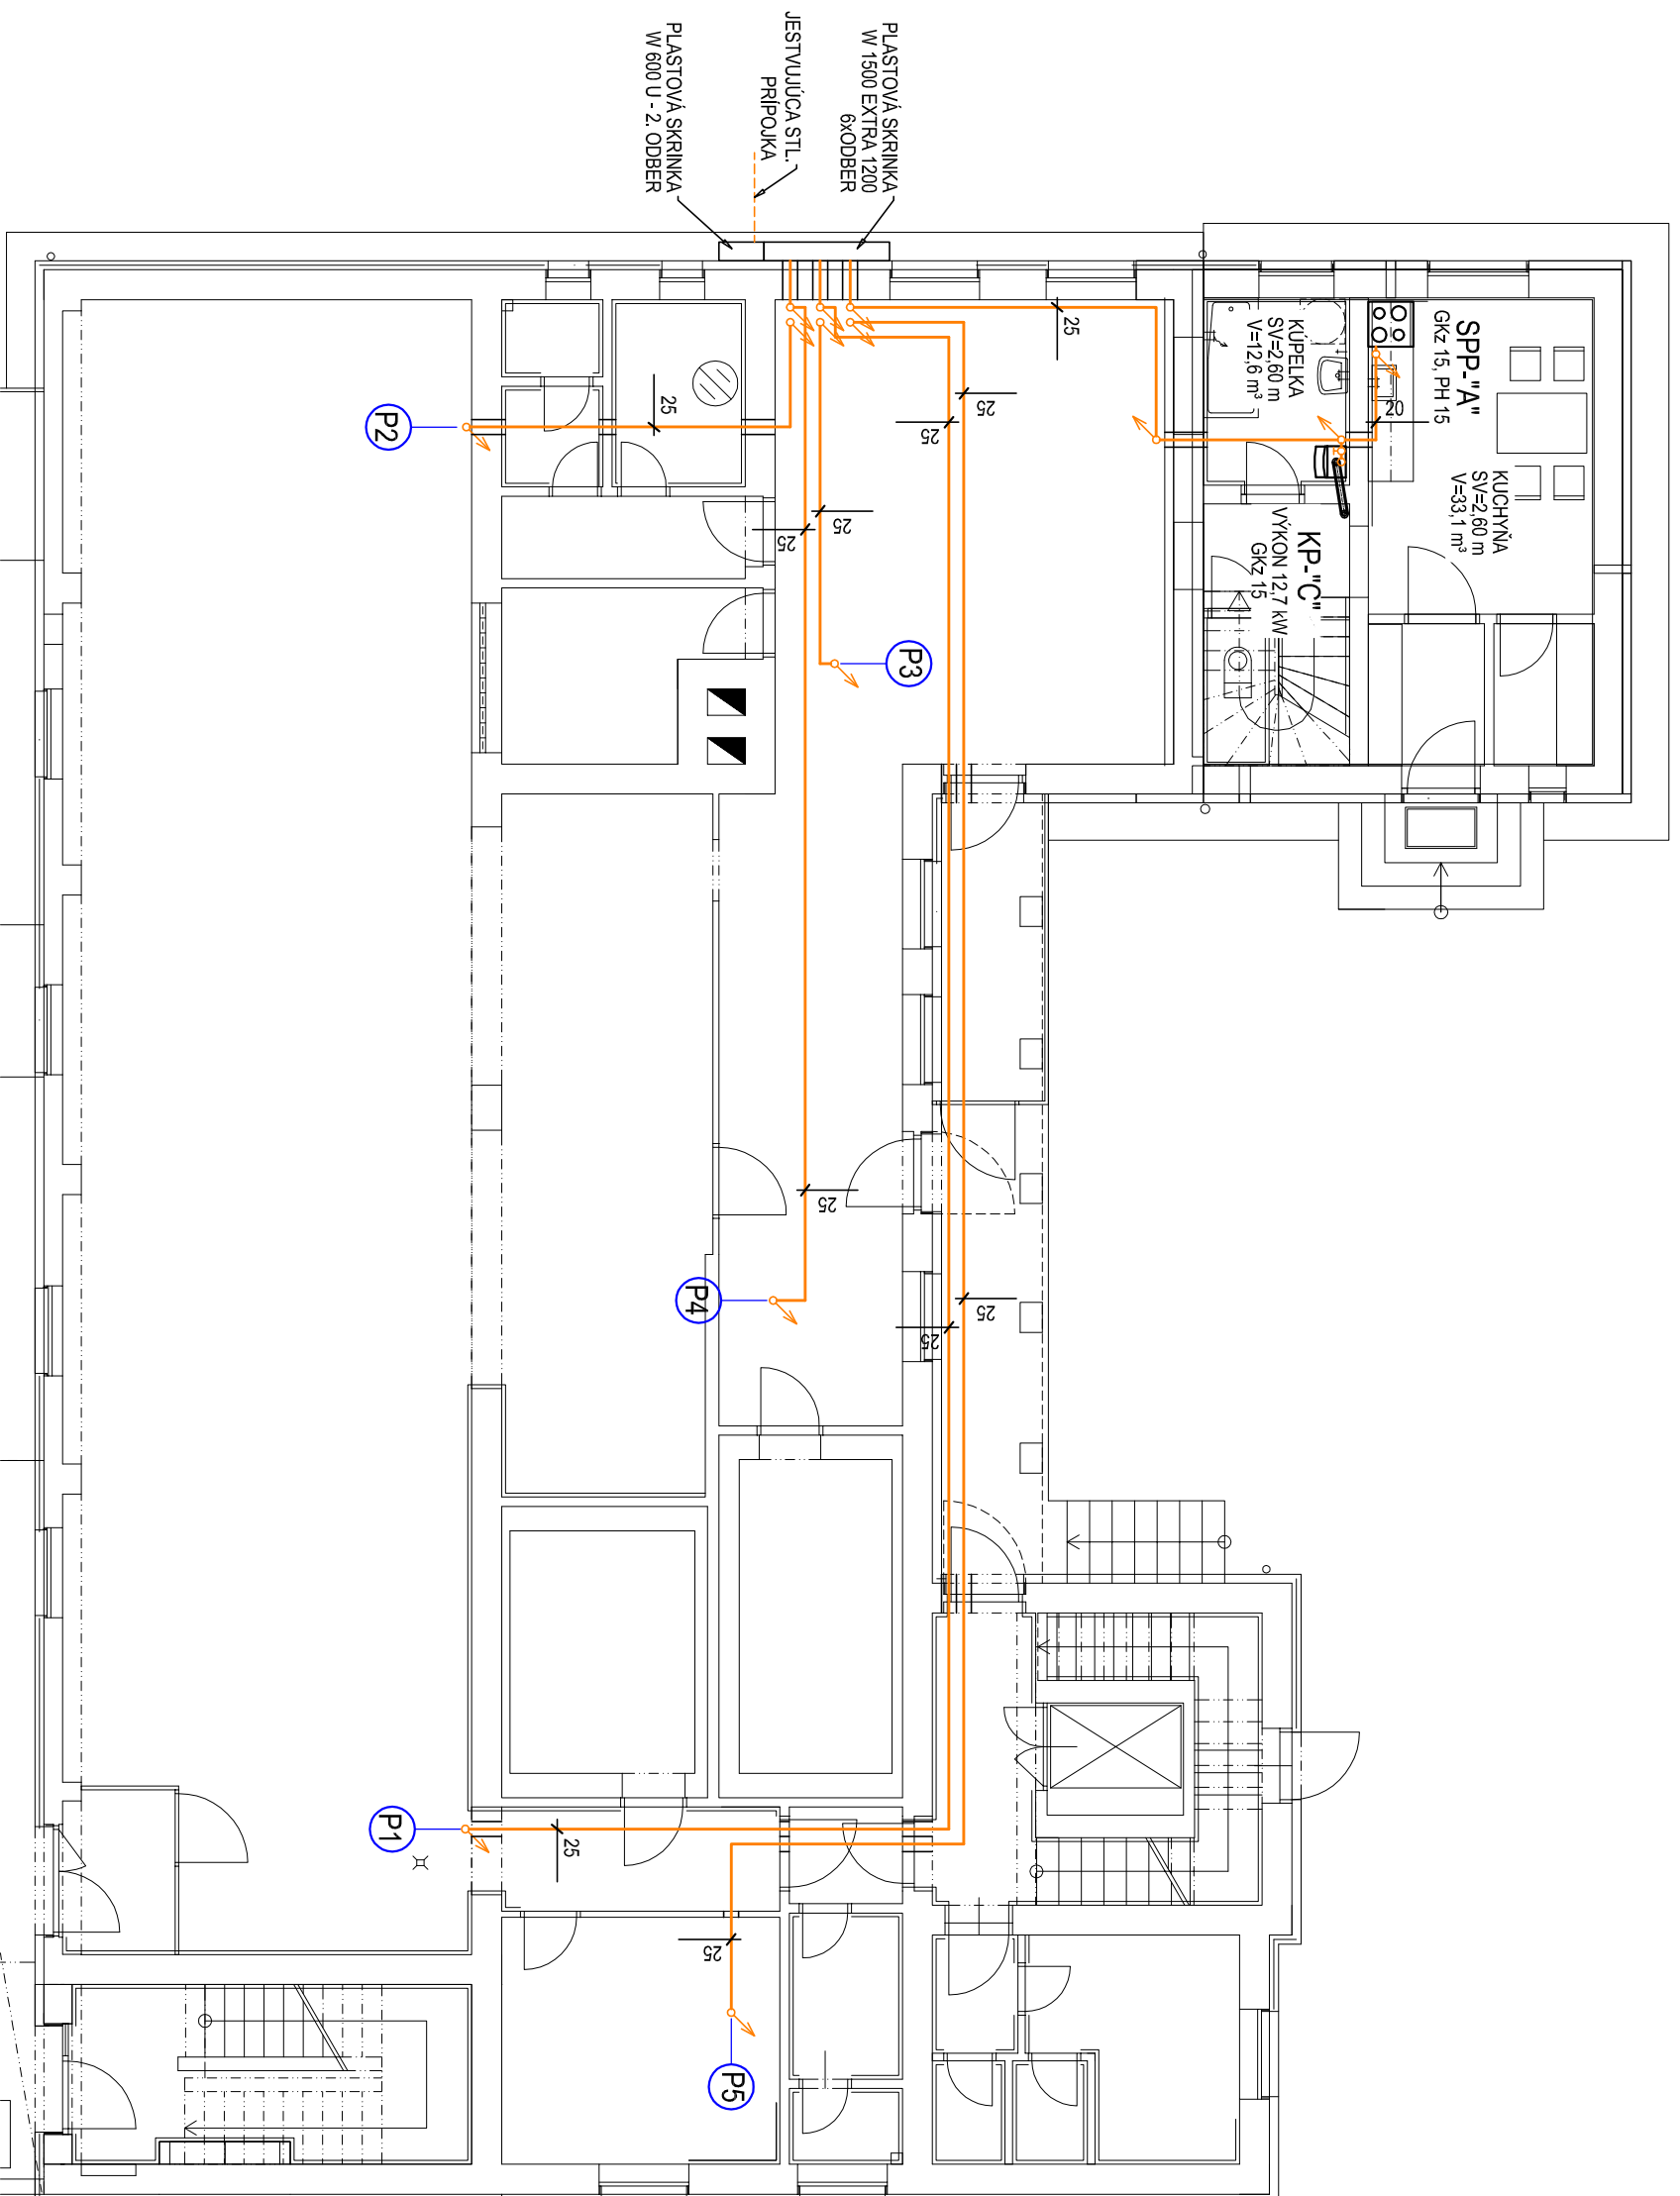 PLASTOVÁ SKRINKA
W 1500 EXTRA 1200
6xODBER
JESTVUJÚCA STL.
PRÍPOJKA
PLASTOVÁ SKRINKA
W 600 U - 2. ODBER
SPP-"A"
GKz 15, PH 15
KUCHYŇA
SV=2,60 m
V=33,1 m³
KÚPELKA
SV=2,60 m
V=12,6 m³
KP-"C"
VÝKON 12,7 kW
GKz 15
20
25
25
25
25
25
25
25
25
25
25
25
P2
P3
P4
P1
P5